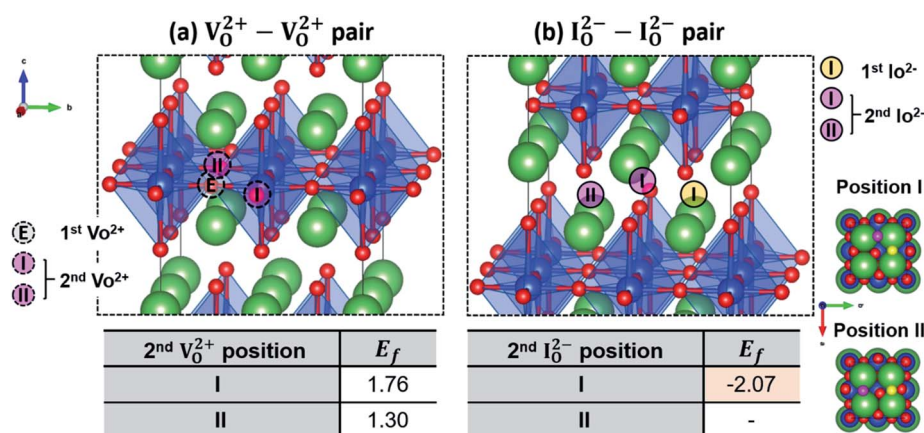 (a) V_O^{2+} − V_O^{2+} pair
(b) I_O^{2−} − I_O^{2−} pair
c
b
II
E
I
E 1st Vo2+
I
II
2nd Vo2+
I
II
I
I 1st Io2-
I
II
2nd Io2-
Position I
Position II
2nd V_O^{2+} position E_f
I 1.76
II 1.30
2nd I_O^{2−} position E_f
I -2.07
II -